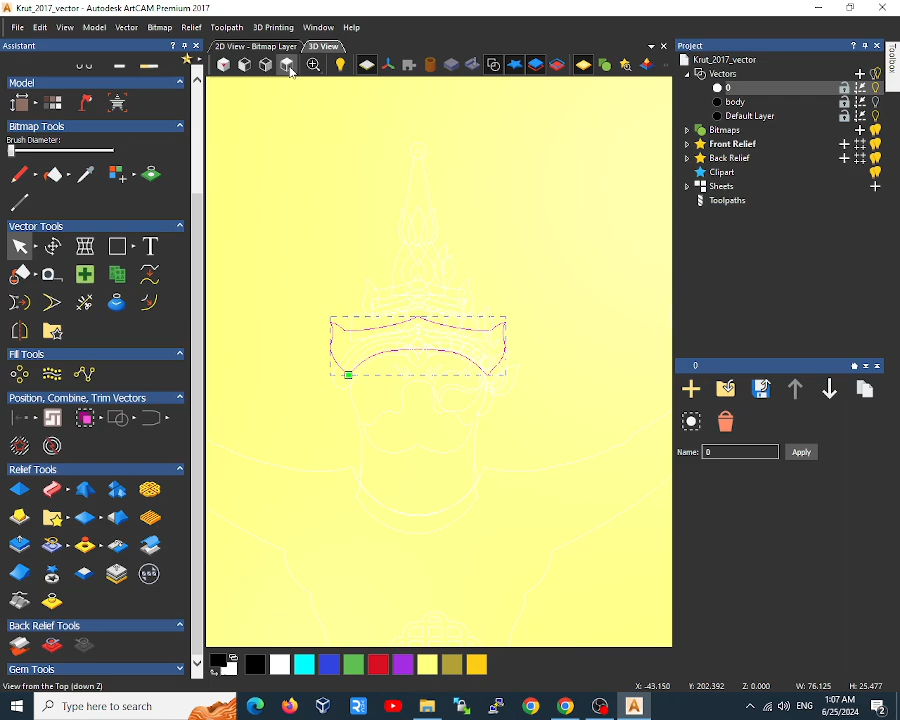 Krut_2017_vector - Autodesk ArtCAM Premium 2017
File Edit View Model Vector Bitmap Relief Toolpath 3D Printing Window Help
Assistant
2D View - Bitmap Layer
3D View
Project
Toolbox
Krut_2017_vector
Vectors
0
body
Default Layer
Bitmaps
Front Relief
Back Relief
Clipart
Sheets
Toolpaths
Model
Bitmap Tools
Brush Diameter:
Vector Tools
Fill Tools
Position, Combine, Trim Vectors
Relief Tools
Back Relief Tools
Gem Tools
0
Name: 0 Apply
View from the Top (down Z)
X: -43.150 Y: 202.392 Z: 0.000 W: 76.125 H: 25.477
Type here to search
ENG
1:07 AM
6/25/2024
2